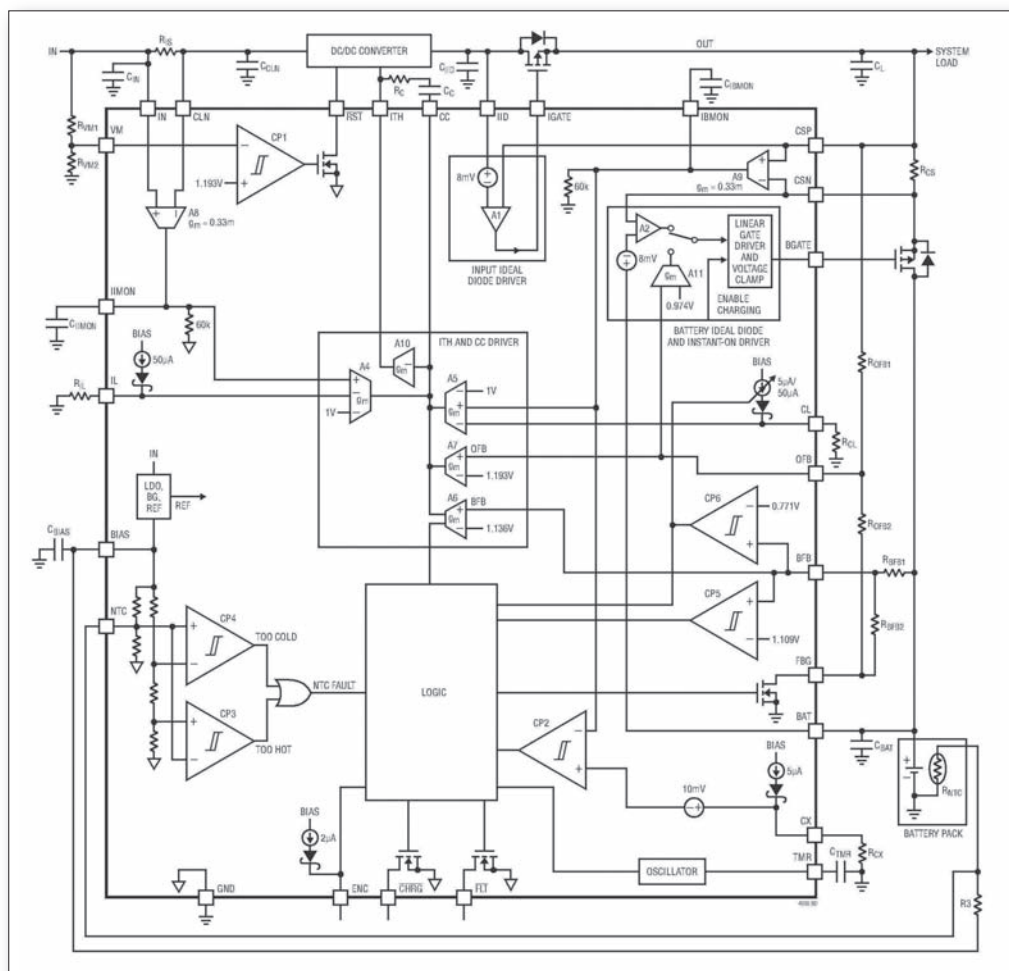 IN
RIS
DC/DC CONVERTER
OUT
SYSTEM
LOAD
CIN
CCLN
RC
CC
CIID
CL
CIBMON
IN
CLN
RST
ITH
CC
IID
IGATE
IBMON
RVM1
VM
RVM2
CP1
1.193V
A8
gm = 0.33m
8mV
A1
INPUT IDEAL
DIODE DRIVER
60k
A9
gm = 0.33m
CSP
CSN
RCS
A2
8mV
LINEAR
GATE
DRIVER
AND
VOLTAGE
CLAMP
BGATE
gm
A11
0.974V
ENABLE
CHARGING
BATTERY IDEAL DIODE
AND INSTANT-ON DRIVER
IIMON
CIIMON
60k
BIAS
50µA
IL
RIL
ITH AND CC DRIVER
A10
gm
A4
gm
1V
A5
gm
1V
A7
gm
OFB
1.193V
A6
gm
BFB
1.136V
BIAS
5µA/
50µA
CL
RCL
ROFB1
OFB
ROFB2
IN
LDO,
BG,
REF
REF
CBIAS
BIAS
NTC
CP6
0.771V
BFB
RBFB1
CP5
1.109V
RBFB2
FBG
CP4
TOO COLD
CP3
TOO HOT
NTC FAULT
LOGIC
CP2
BAT
CBAT
BIAS
5µA
10mV
CX
RNTC
BATTERY PACK
BIAS
2µA
OSCILLATOR
TMR
CTMR
RCX
R3
GND
ENC
CHRG
FLT